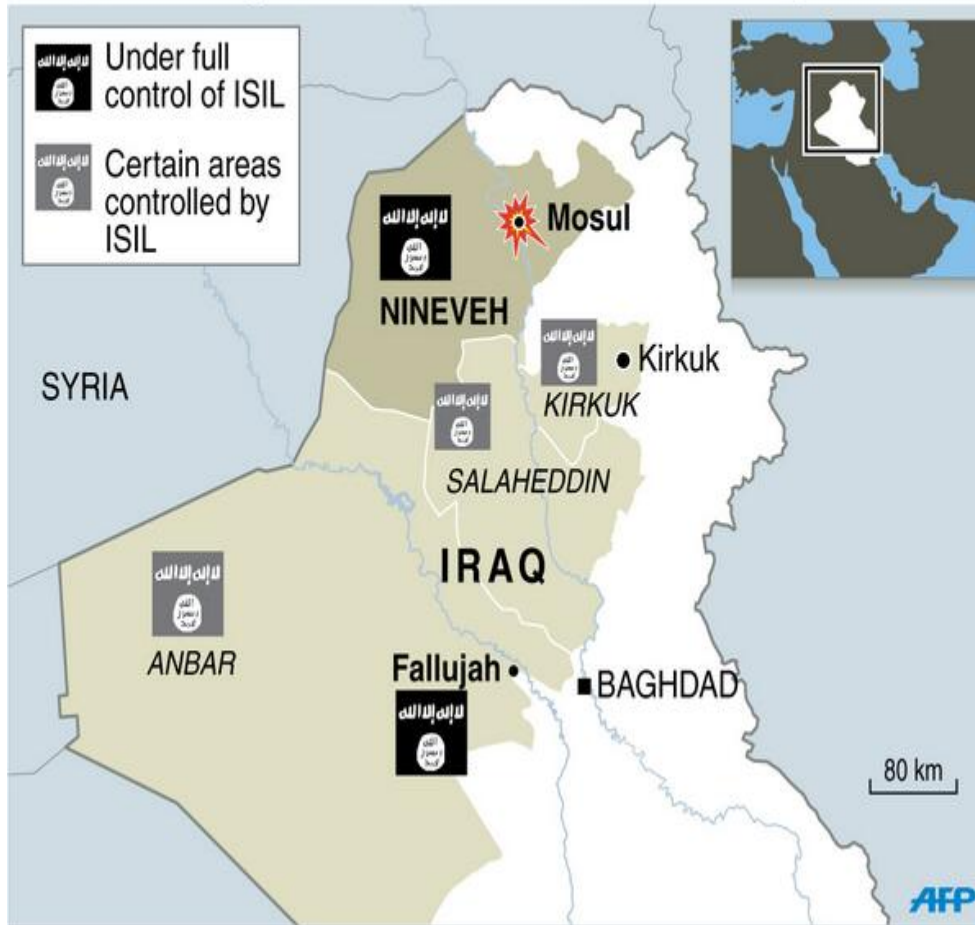 Under full
control of ISIL
Certain areas
controlled by
ISIL
Mosul
NINEVEH
SYRIA
Kirkuk
KIRKUK
SALAHEDDIN
IRAQ
ANBAR
Fallujah
BAGHDAD
80 km
AFP